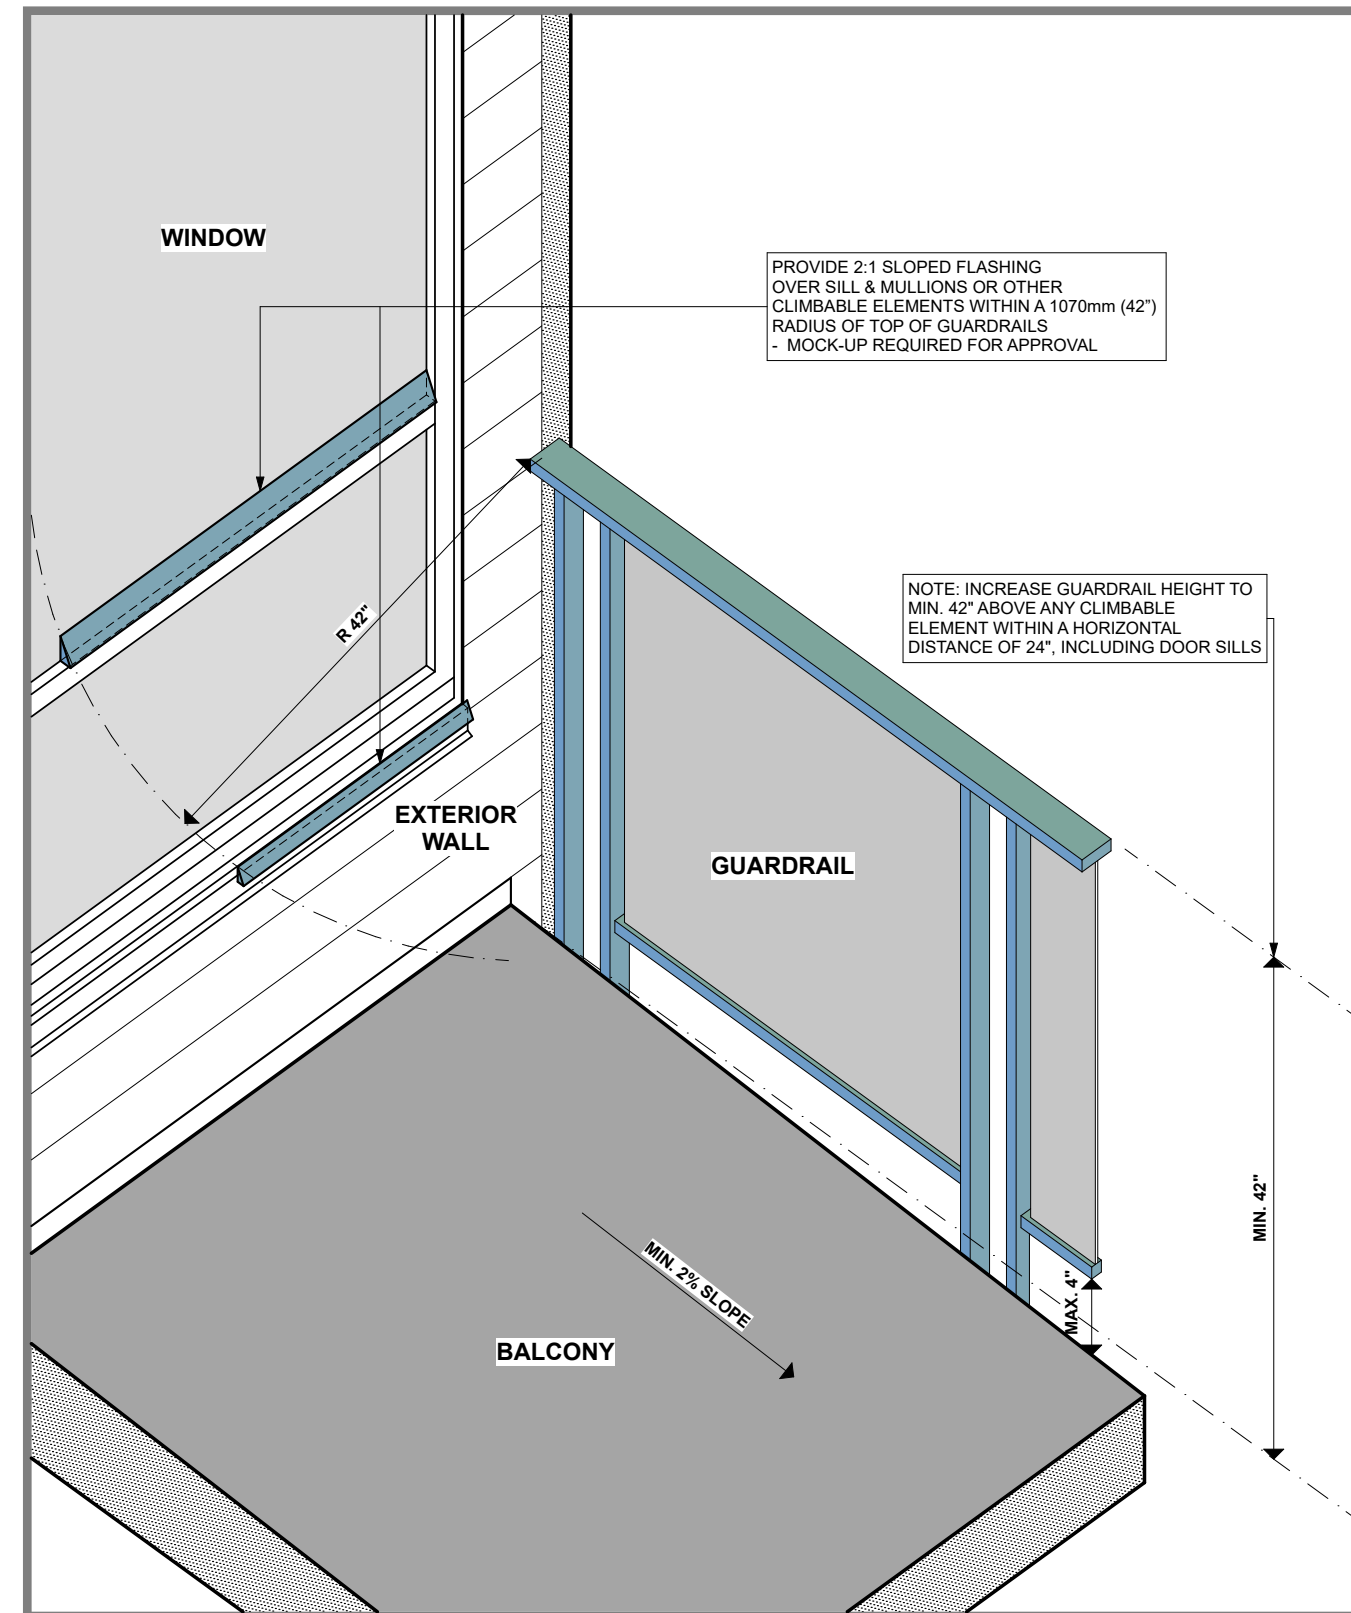 WINDOW
PROVIDE 2:1 SLOPED FLASHING
OVER SILL & MULLIONS OR OTHER
CLIMBABLE ELEMENTS WITHIN A 1070mm (42")
RADIUS OF TOP OF GUARDRAILS
- MOCK-UP REQUIRED FOR APPROVAL
R 42"
NOTE: INCREASE GUARDRAIL HEIGHT TO
MIN. 42" ABOVE ANY CLIMBABLE
ELEMENT WITHIN A HORIZONTAL
DISTANCE OF 24", INCLUDING DOOR SILLS
EXTERIOR
WALL
GUARDRAIL
MIN. 42"
MIN. 2% SLOPE
MAX. 4"
BALCONY